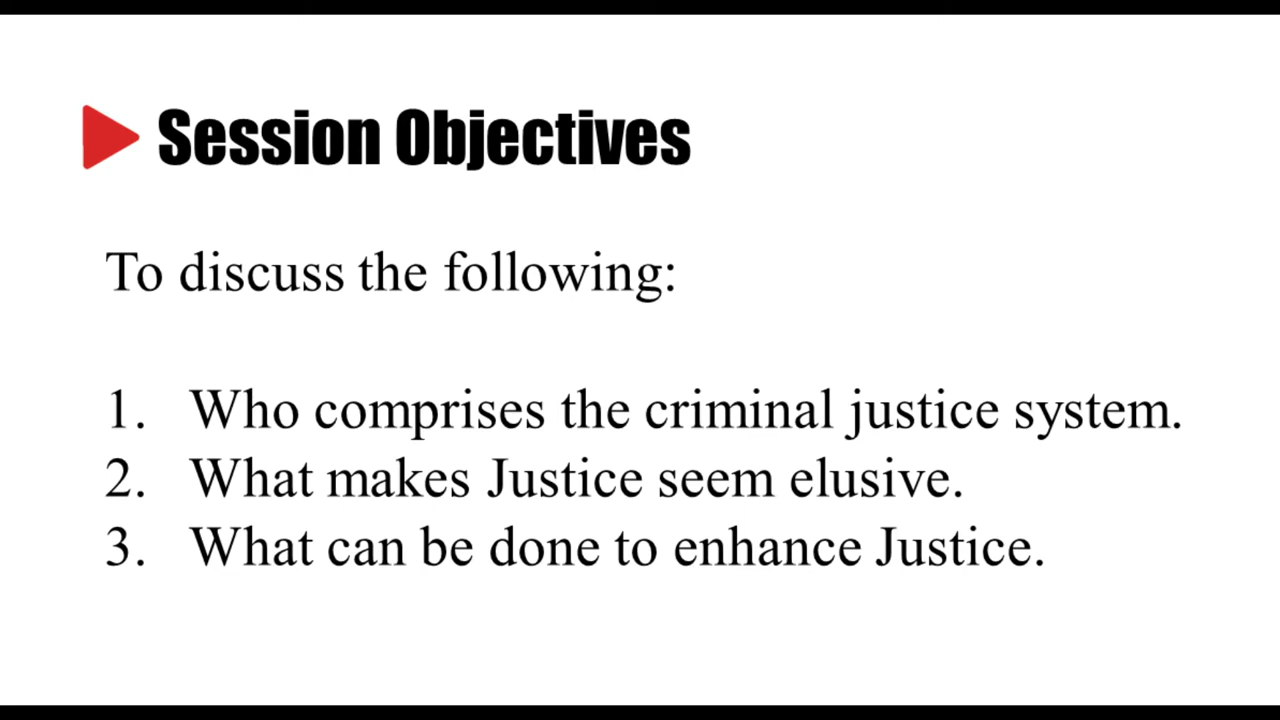 Session Objectives
To discuss the following:
1. Who comprises the criminal justice system.
2. What makes Justice seem elusive.
3. What can be done to enhance Justice.